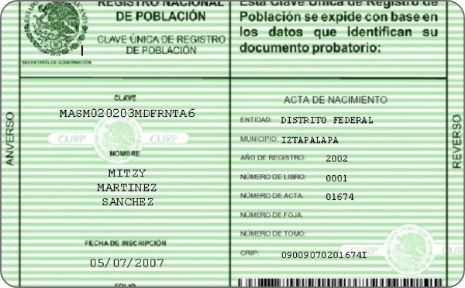 REGISTRO NACIONAL
DE POBLACIÓN
CLAVE ÚNICA DE REGISTRO
DE POBLACIÓN
SECRETARÍA DE GOBERNACIÓN
ANVERSO
CLAVE
MASM020203MDFRNTA6
CURP
NOMBRE
MITZY
MARTINEZ
SANCHEZ
FECHA DE INSCRIPCIÓN
05/07/2007
FOLIO
Esta Clave Única de Registro de
Población se expide con base en
los datos que identifican su
documento probatorio:
ACTA DE NACIMIENTO
ENTIDAD: DISTRITO FEDERAL
MUNICIPIO: IZTAPALAPA
AÑO DE REGISTRO: 2002
NÚMERO DE LIBRO: 0001
NÚMERO DE ACTA: 01674
NÚMERO DE FOJA:
NÚMERO DE TOMO:
CRIP: 09009070201674I
CURP
REVERSO